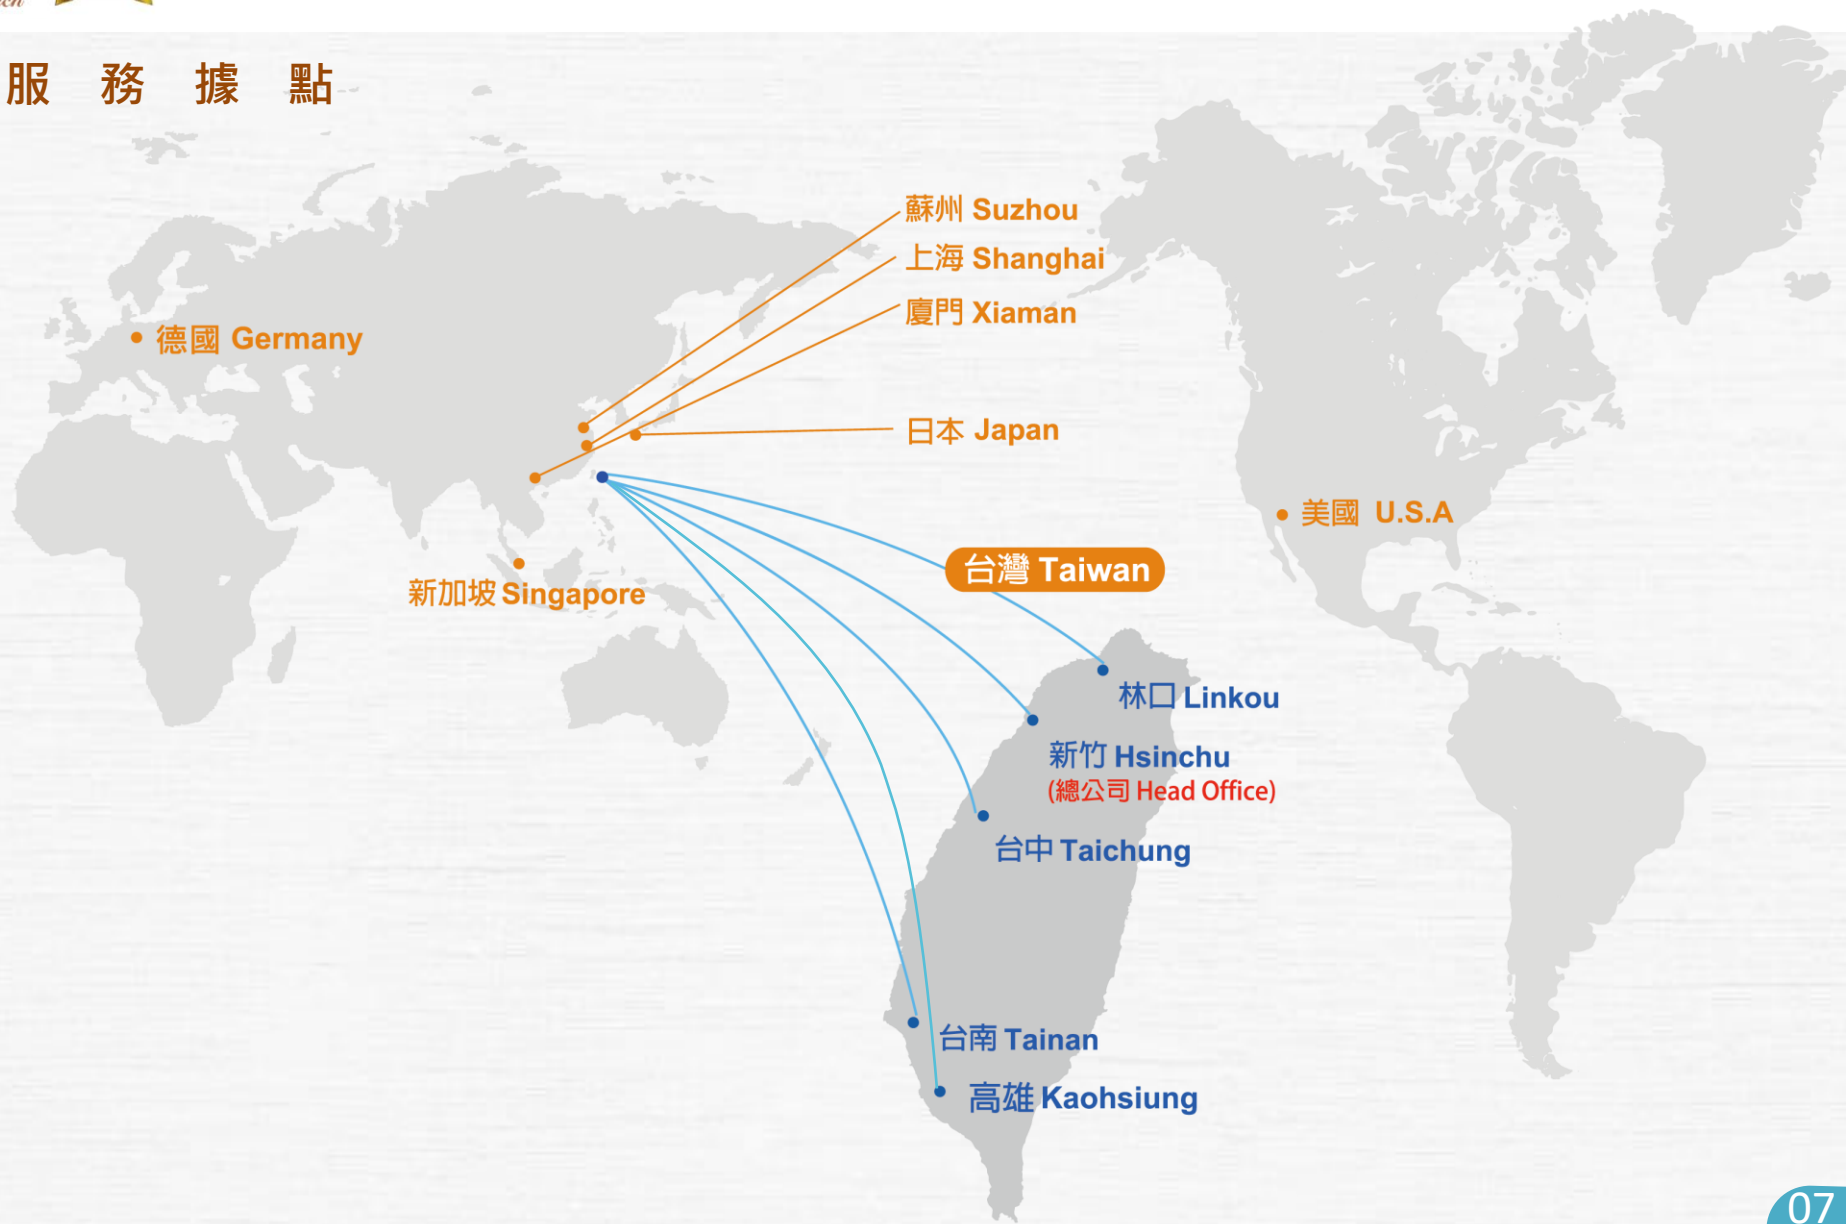 服務據點
蘇州 Suzhou
上海 Shanghai
廈門 Xiaman
德國 Germany
日本 Japan
美國 U.S.A
台灣 Taiwan
新加坡 Singapore
林口 Linkou
新竹 Hsinchu
(總公司 Head Office)
台中 Taichung
台南 Tainan
高雄 Kaohsiung
07